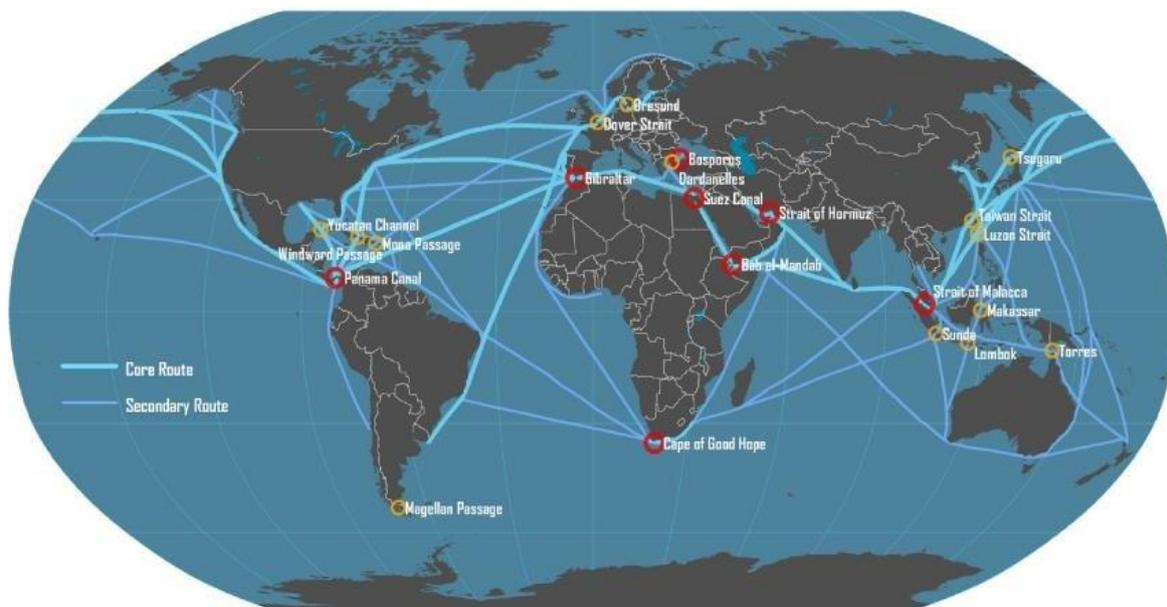 Oresund
Dover Strait
Bosporus
Dardanelles
Gibraltar
Suez Canal
Strait of Hormuz
Tsugaru
Taiwan Strait
Luzon Strait
Yucatan Channel
Windward Passage
Mona Passage
Bab el-Mandab
Panama Canal
Strait of Malacca
Makassar
Sunda
Lombok
Torres
Core Route
Secondary Route
Cape of Good Hope
Magellan Passage